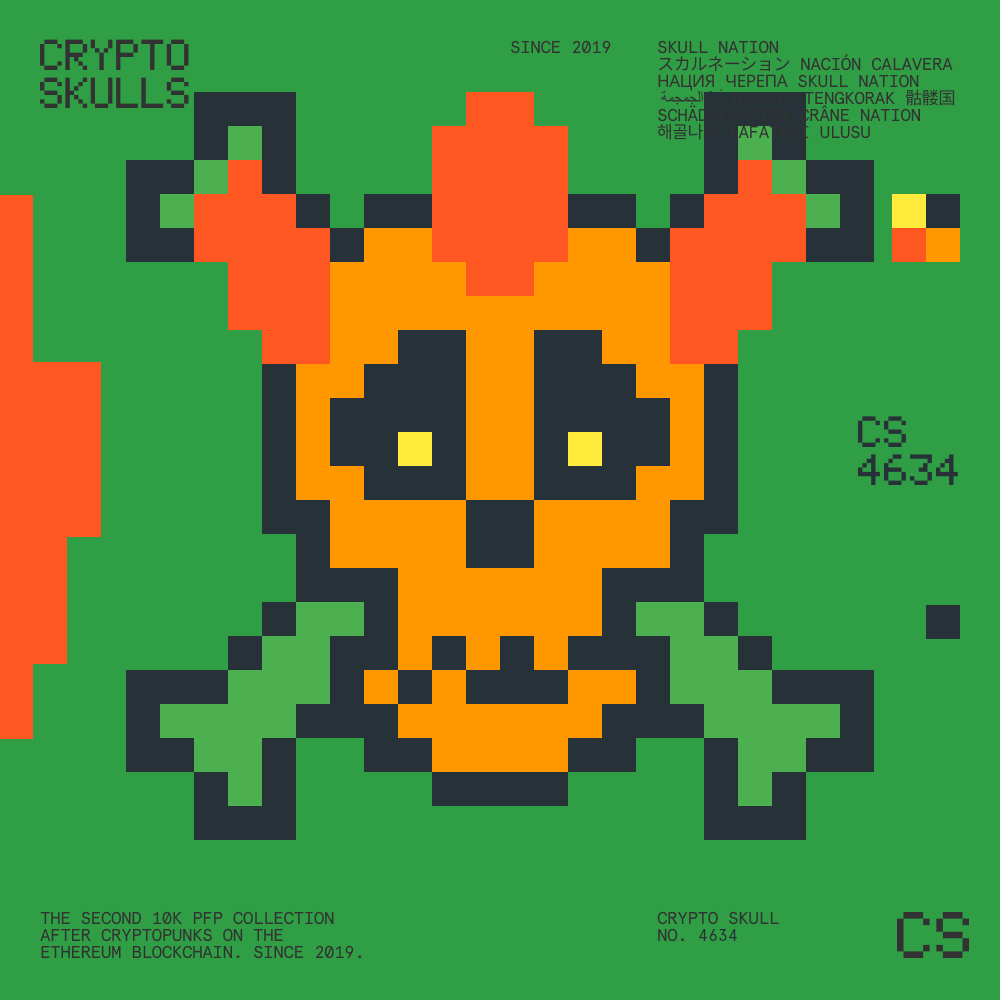 CRYPTO
SKULLS
SINCE 2019
SKULL NATION
スカルネーション NACIÓN CALAVERA
НАЦИЯ ЧЕРЕПА SKULL NATION
الجمجمة TENGKORAK 骷髅国
CRÂNE NATION
해골 ULUSU
CS
4634
THE SECOND 10K PFP COLLECTION
AFTER CRYPTOPUNKS ON THE
ETHEREUM BLOCKCHAIN. SINCE 2019.
CRYPTO SKULL
NO. 4634
CS